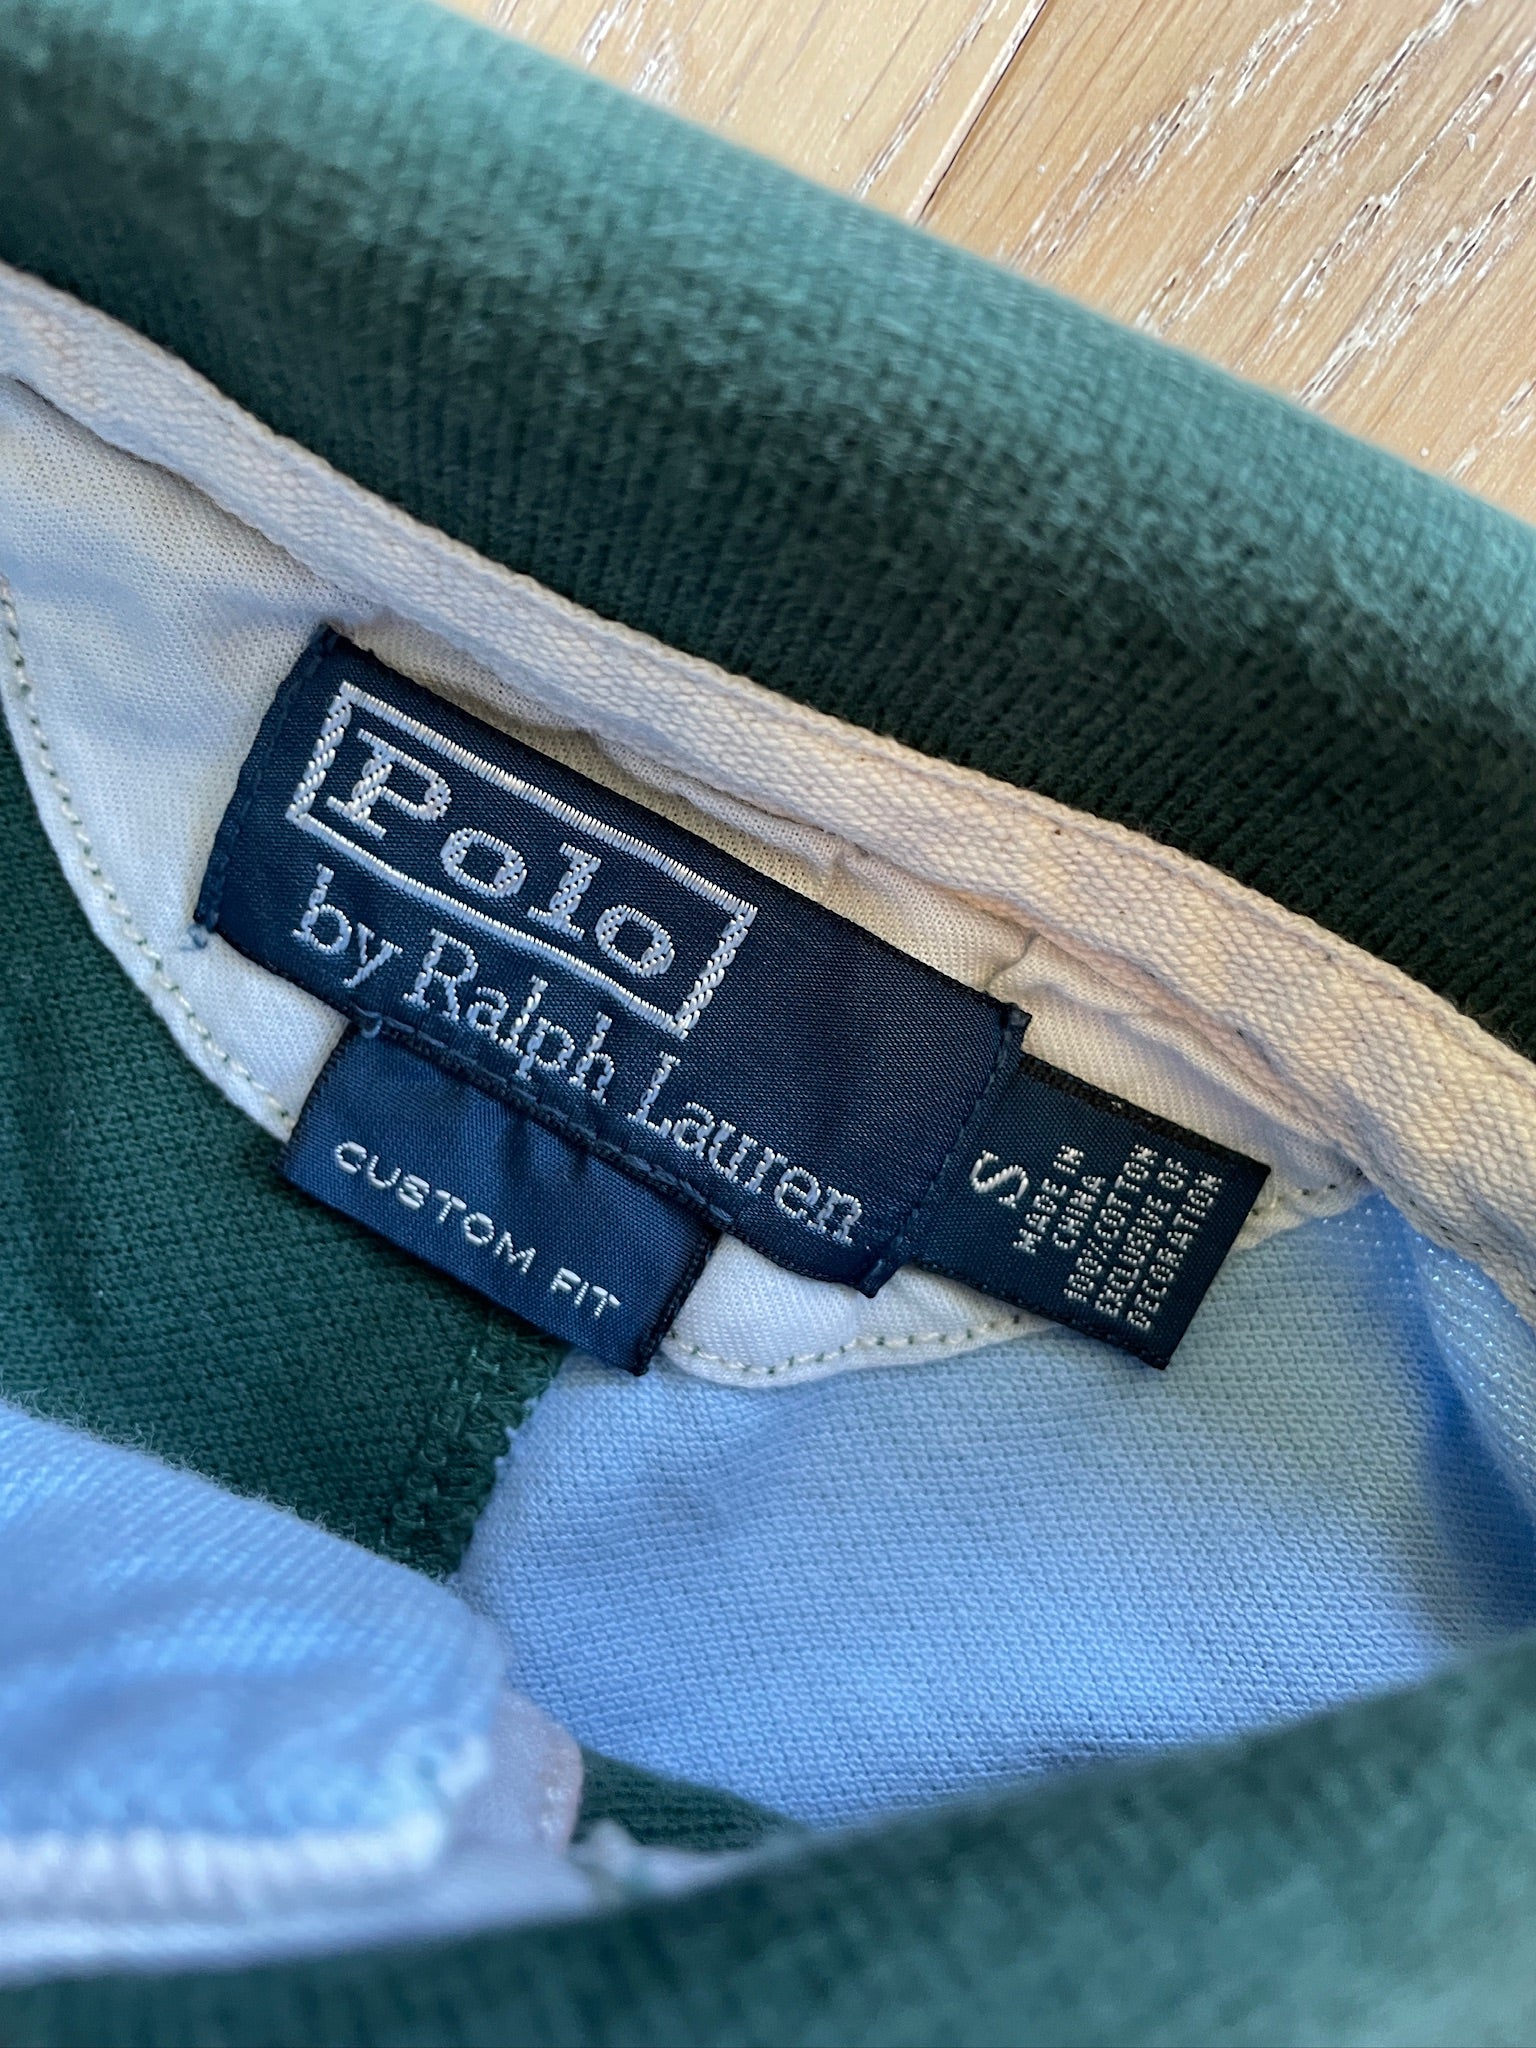 Polo
by Ralph Lauren
CUSTOM FIT
S
MADE IN
CHINA
100% COTTON
EXCLUSIVE OF
DECORATION